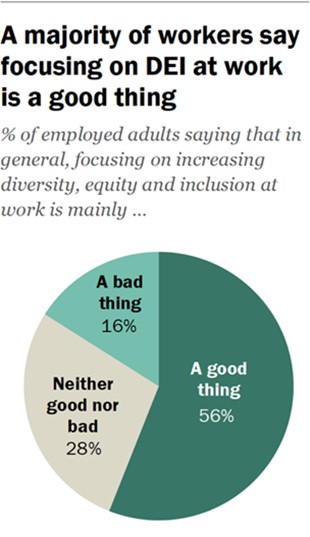 A majority of workers say
focusing on DEI at work
is a good thing
% of employed adults saying that in
general, focusing on increasing
diversity, equity and inclusion at
work is mainly ...
A bad
thing
16%
A good
thing
56%
Neither
good nor
bad
28%